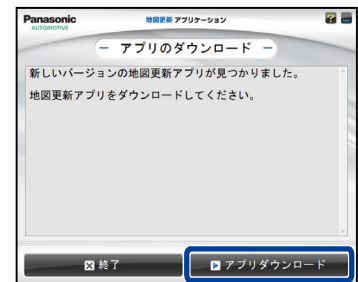 Panasonic
AUTOMOTIVE
地図更新 アプリケーション
?
アプリのダウンロード
新しいバージョンの地図更新アプリが見つかりました。
地図更新アプリをダウンロードしてください。
終了
アプリダウンロード